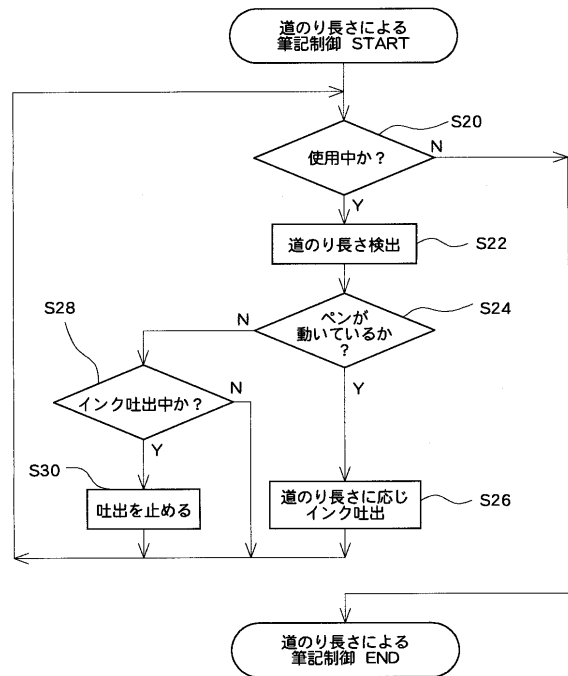 道のり長さによる
筆記制御 START
S20
使用中か？
N
Y
道のり長さ検出
S22
S28
N
ペンが
動いているか
？
S24
インク吐出中か？
N
Y
Y
S30
吐出を止める
道のり長さに応じ
インク吐出
S26
道のり長さによる
筆記制御 END